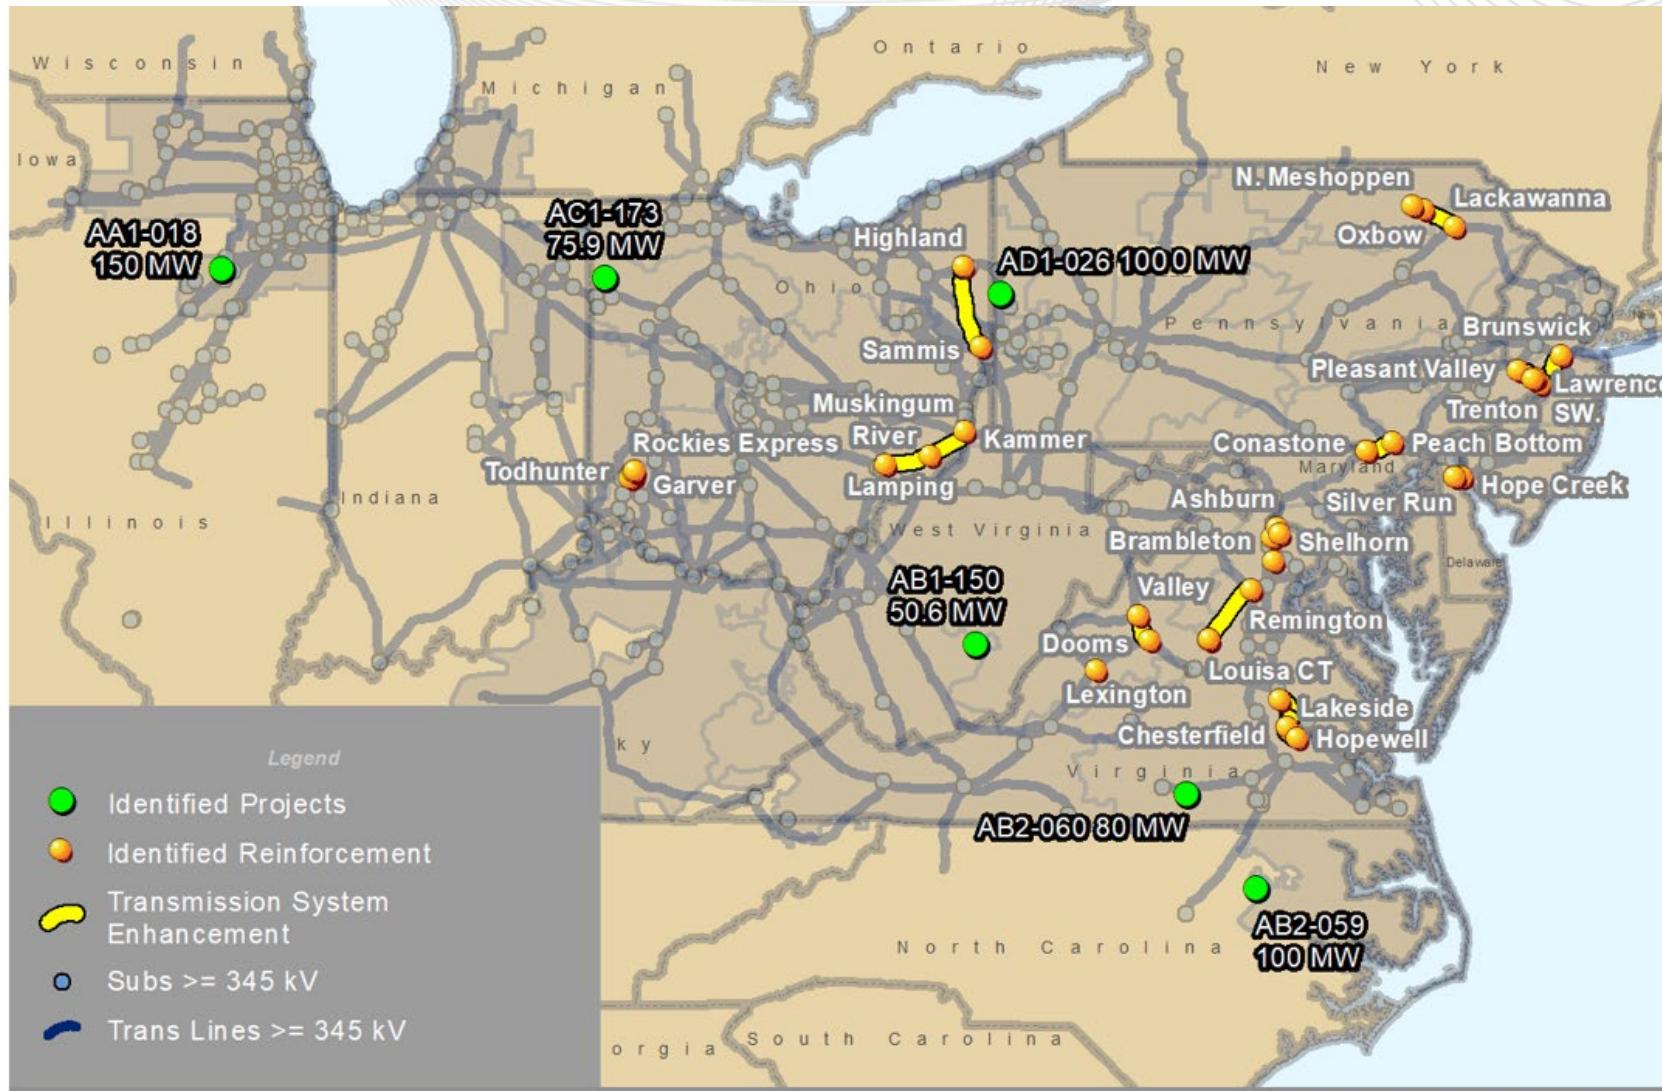 Wisconsin
Michigan
Ontario
New York
Iowa
N. Meshoppen
Lackawanna
Oxbow
AA1-018
150 MW
AC1-173
75.9 MW
Highland
AD1-026 1000 MW
Ohio
Pennsylvania
Brunswick
Sammis
Pleasant Valley
Lawrence
SW.
Trenton
Muskingum
River
Kammer
Lamping
Rockies Express
Todhunter
Garver
Conastone
Peach Bottom
Maryland
Silver Run
Hope Creek
Indiana
Illinois
West Virginia
Ashburn
Brambleton
Shelhorn
Delaware
AB1-150
50.6 MW
Valley
Remington
Dooms
Louisa CT
Lexington
Lakeside
Chesterfield
Hopewell
ky
Virginia
AB2-060 80 MW
AB2-059
100 MW
North Carolina
South Carolina
orgia
Legend
Identified Projects
Identified Reinforcement
Transmission System
Enhancement
Subs >= 345 kV
Trans Lines >= 345 kV